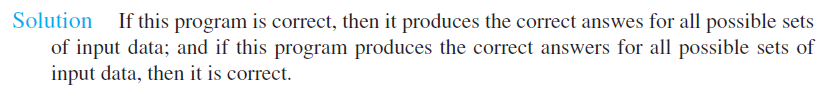 Solution If this program is correct, then it produces the correct answes for all possible sets
of input data; and if this program produces the correct answers for all possible sets of
input data, then it is correct.